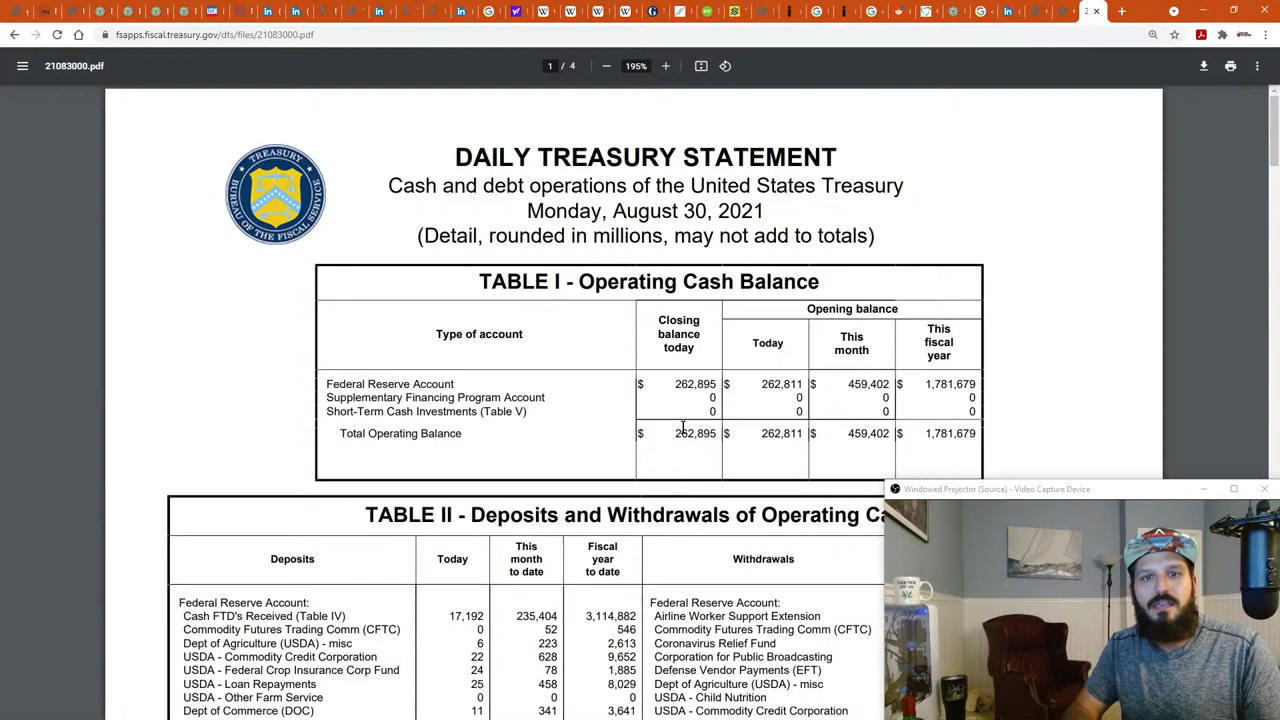 fsapps.fiscal.treasury.gov/dts/files/21083000.pdf
21083000.pdf
1 / 4
195%
TREASURY
BUREAU OF THE FISCAL SERVICE
DAILY TREASURY STATEMENT
Cash and debt operations of the United States Treasury
Monday, August 30, 2021
(Detail, rounded in millions, may not add to totals)
TABLE I - Operating Cash Balance
Type of account
Closing balance today
Opening balance
Today
This month
This fiscal year
Federal Reserve Account $ 262,895 $ 262,811 $ 459,402 $ 1,781,679
Supplementary Financing Program Account 0 0 0 0
Short-Term Cash Investments (Table V) 0 0 0 0
Total Operating Balance $ 262,895 $ 262,811 $ 459,402 $ 1,781,679
Windowed Projector (Source) - Video Capture Device
TABLE II - Deposits and Withdrawals of Operating Ca
Deposits
Today
This month to date
Fiscal year to date
Withdrawals
Federal Reserve Account: Federal Reserve Account:
Cash FTD's Received (Table IV) 17,192 235,404 3,114,882 Airline Worker Support Extension
Commodity Futures Trading Comm (CFTC) 0 52 546 Commodity Futures Trading Comm (CFTC)
Dept of Agriculture (USDA) - misc 6 223 2,613 Coronavirus Relief Fund
USDA - Commodity Credit Corporation 22 628 9,652 Corporation for Public Broadcasting
USDA - Federal Crop Insurance Corp Fund 24 78 1,885 Defense Vendor Payments (EFT)
USDA - Loan Repayments 25 458 8,029 Dept of Agriculture (USDA) - misc
USDA - Other Farm Service 0 0 0 USDA - Child Nutrition
Dept of Commerce (DOC) 11 341 3,641 USDA - Commodity Credit Corporation